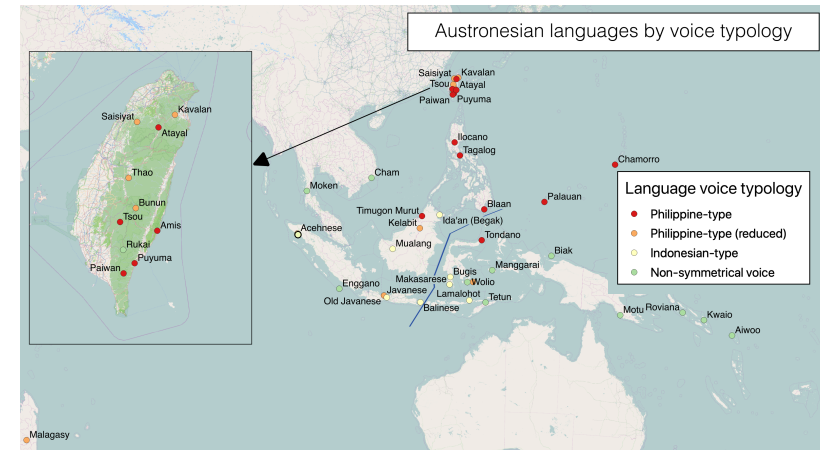 Austronesian languages by voice typology
Saisiyat
Kavalan
Tsou
Atayal
Paiwan
Puyuma
Saisiyat
Kavalan
Atayal
Thao
Bunun
Tsou
Amis
Rukai
Puyuma
Paiwan
Ilocano
Tagalog
Chamorro
Cham
Moken
Language voice typology
Philippine-type
Philippine-type (reduced)
Indonesian-type
Non-symmetrical voice
Palauan
Blaan
Timugon Murut
Ida'an (Begak)
Kelabit
Acehnese
Tondano
Mualang
Biak
Manggarai
Bugis
Makasarese
Wolio
Enggano
Javanese
Lamalohot
Old Javanese
Tetun
Balinese
Motu
Roviana
Kwaio
Aiwoo
Malagasy